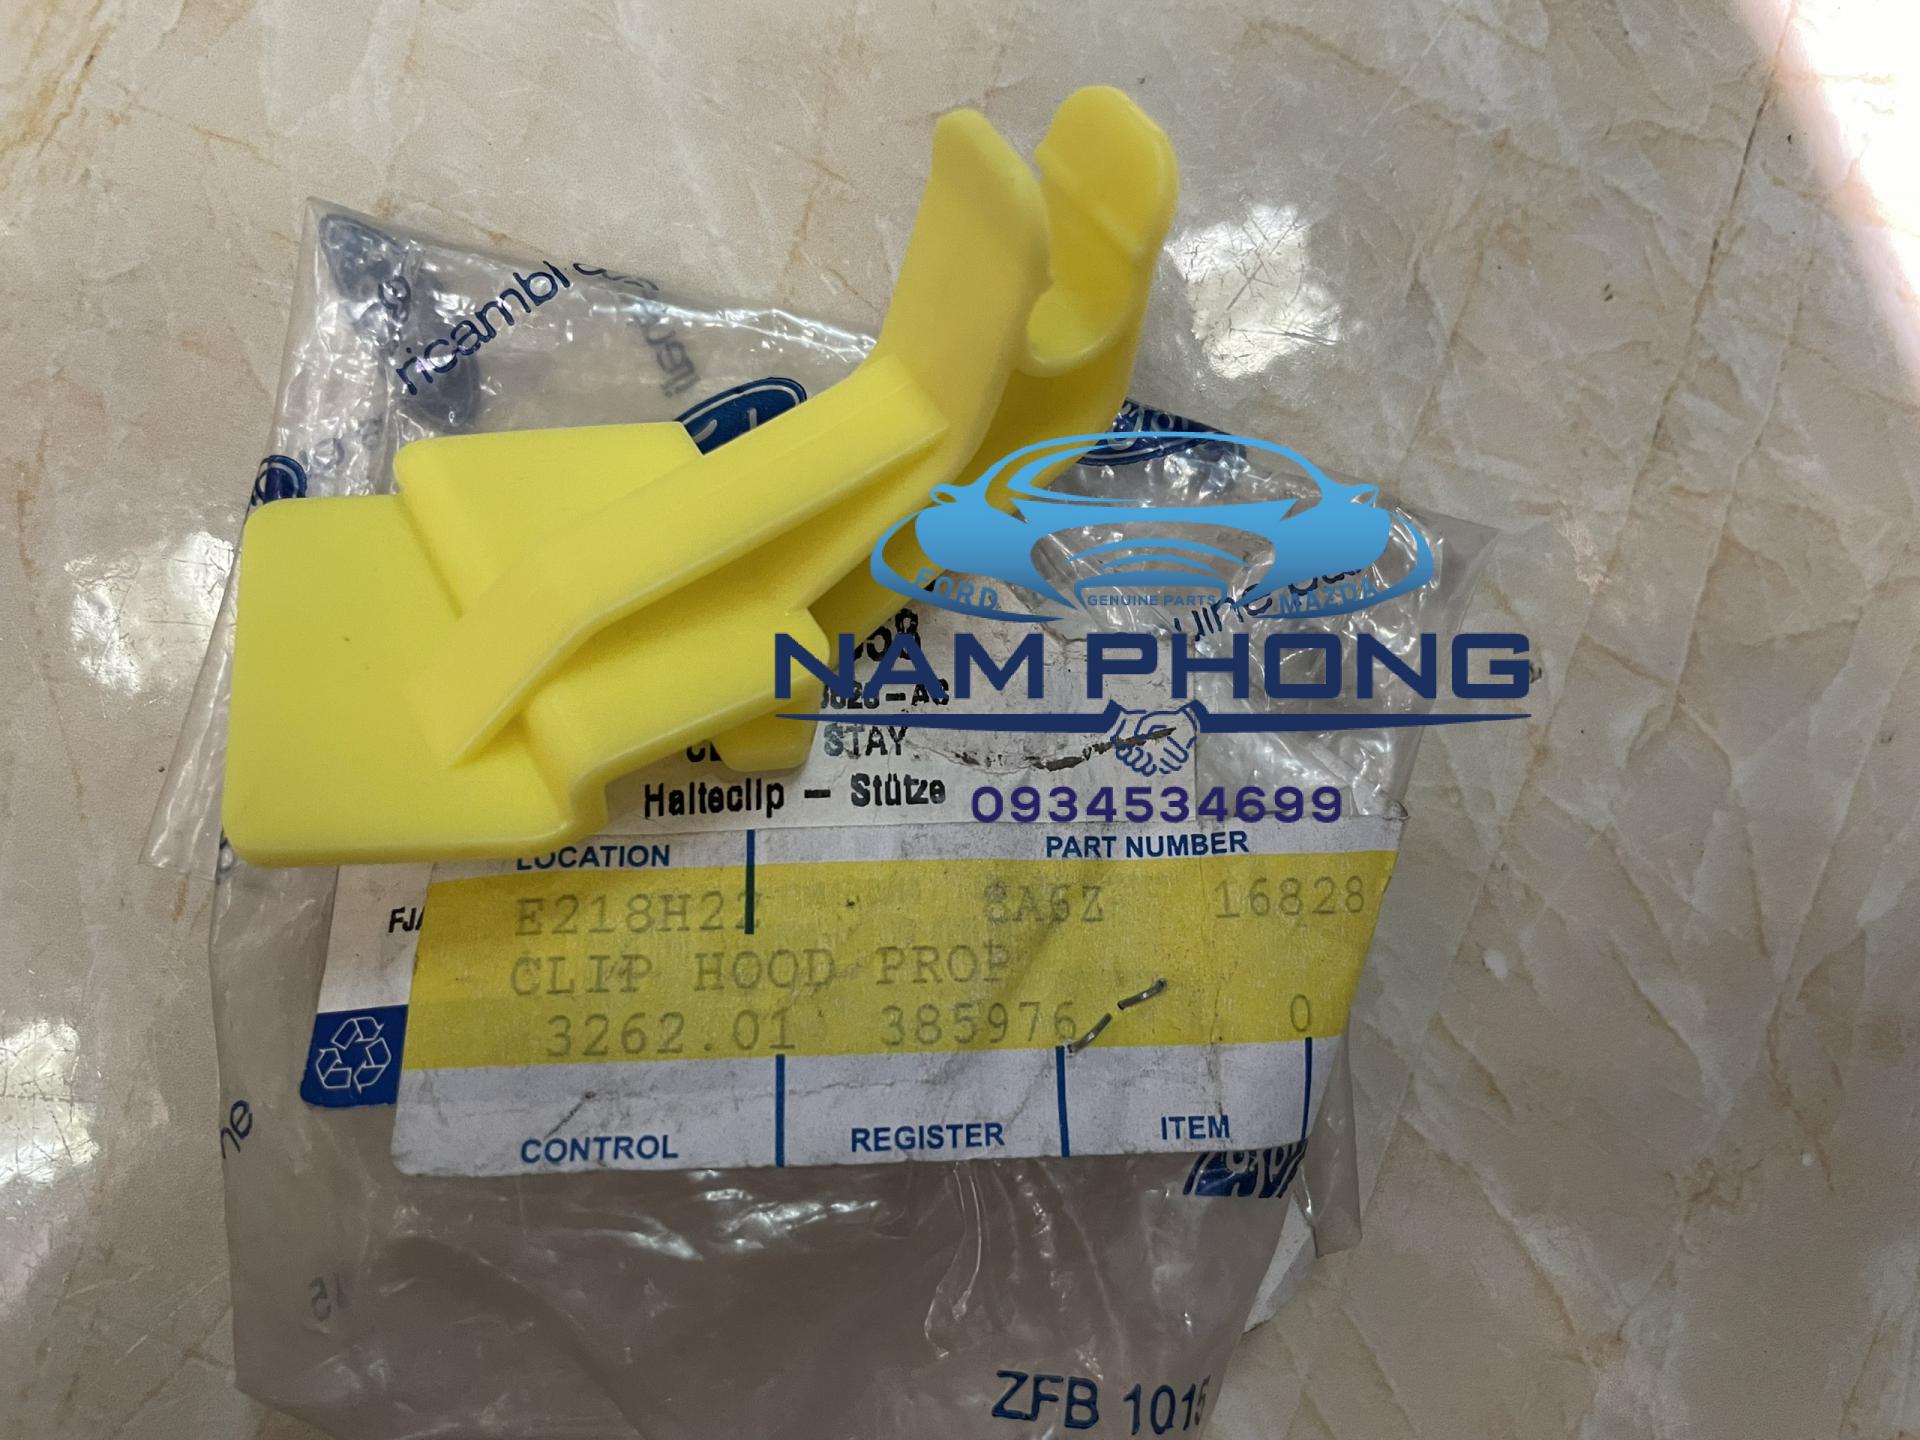 ricambi
FORD
GENUINE PARTS
MAZDA
NAM PHONG
STAY
Halteclip – Stütze
0934534699
LOCATION
PART NUMBER
E218H22 8A6Z 16828
CLIP HOOD PROP
3262.01 385976 0
CONTROL
REGISTER
ITEM
ZFB 1015